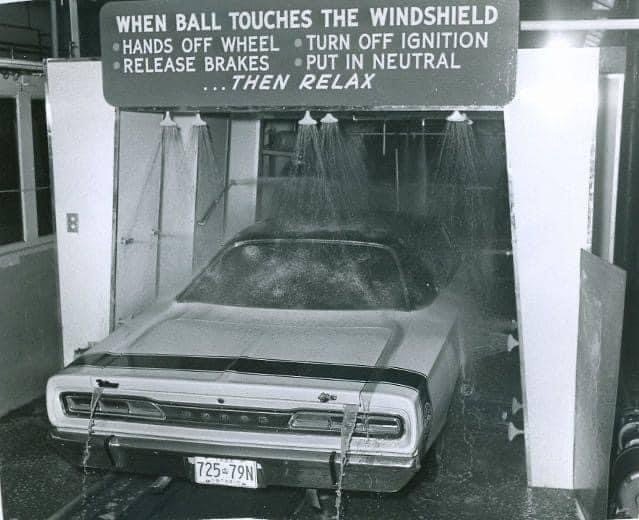 WHEN BALL TOUCHES THE WINDSHIELD
• HANDS OFF WHEEL • TURN OFF IGNITION
• RELEASE BRAKES • PUT IN NEUTRAL
...THEN RELAX
DODGE
725-79N